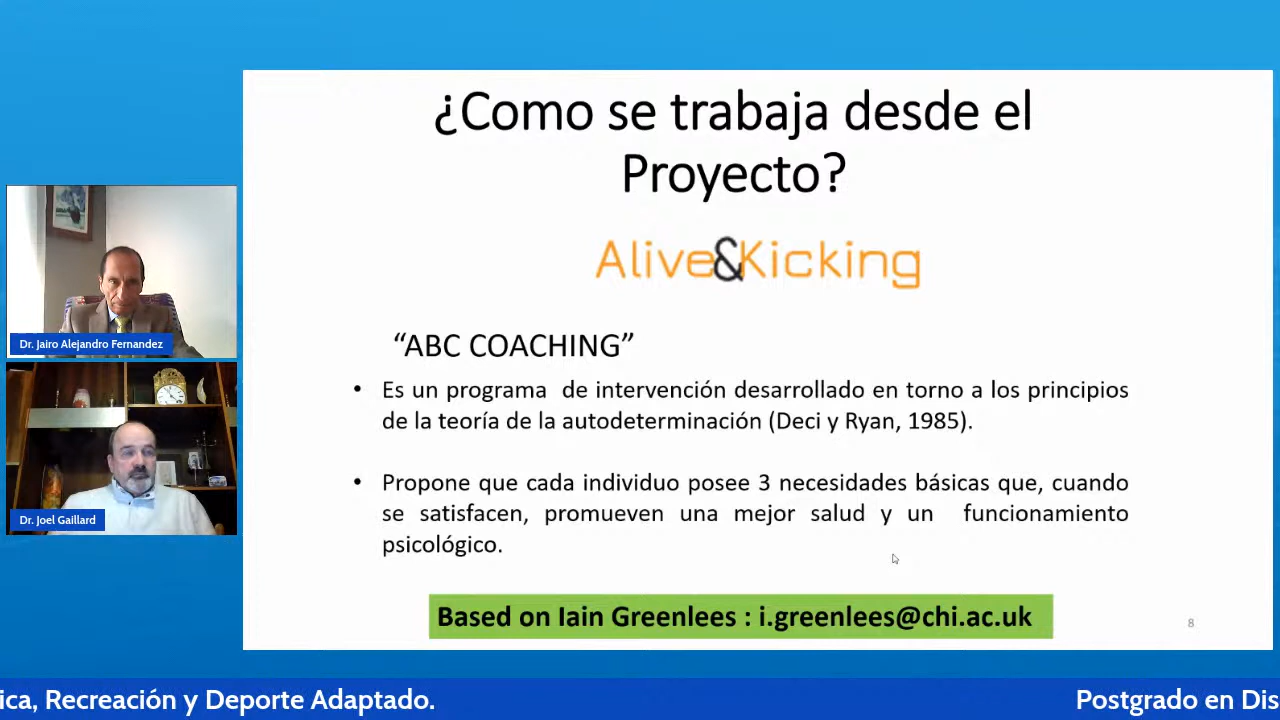 ¿Como se trabaja desde el
Proyecto?
Alive&Kicking
“ABC COACHING”
• Es un programa de intervención desarrollado en torno a los principios
de la teoría de la autodeterminación (Deci y Ryan, 1985).
• Propone que cada individuo posee 3 necesidades básicas que, cuando
se satisfacen, promueven una mejor salud y un funcionamiento
psicológico.
Based on Iain Greenlees : i.greenlees@chi.ac.uk
8
Dr. Jairo Alejandro Fernandez
Dr. Joel Gaillard
ica, Recreación y Deporte Adaptado.
Postgrado en Dis